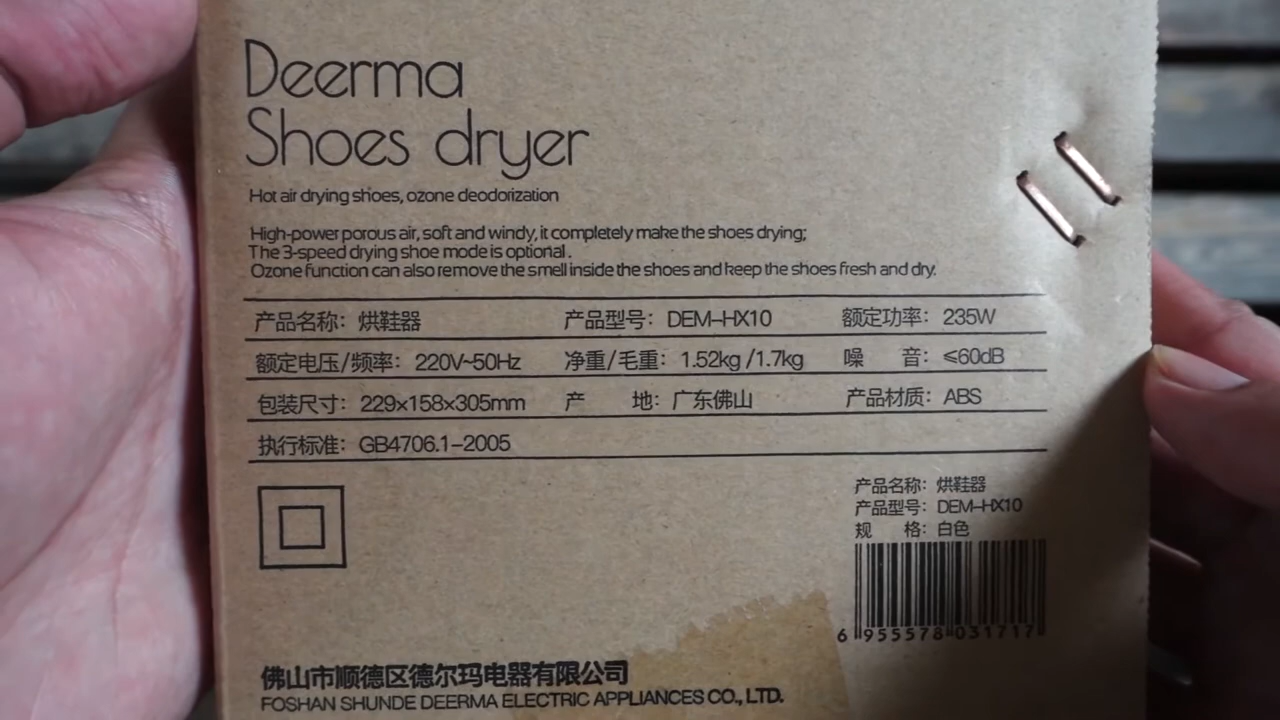 Deerma
Shoes dryer
Hot air drying shoes, ozone deodorization
High-power porous air, soft and windy, it completely make the shoes drying;
The 3-speed drying shoe mode is optional.
Ozone function can also remove the smell inside the shoes and keep the shoes fresh and dry.
产品名称：烘鞋器 产品型号：DEM-HX10 额定功率：235W
额定电压/频率：220V~50Hz 净重/毛重：1.52kg /1.7kg 噪 音：≤60dB
包装尺寸：229×158×305mm 产 地：广东佛山 产品材质：ABS
执行标准：GB4706.1-2005
产品名称：烘鞋器
产品型号：DEM-HX10
规 格：白色
6 955578 031717
佛山市顺德区德尔玛电器有限公司
FOSHAN SHUNDE DEERMA ELECTRIC APPLIANCES CO., LTD.